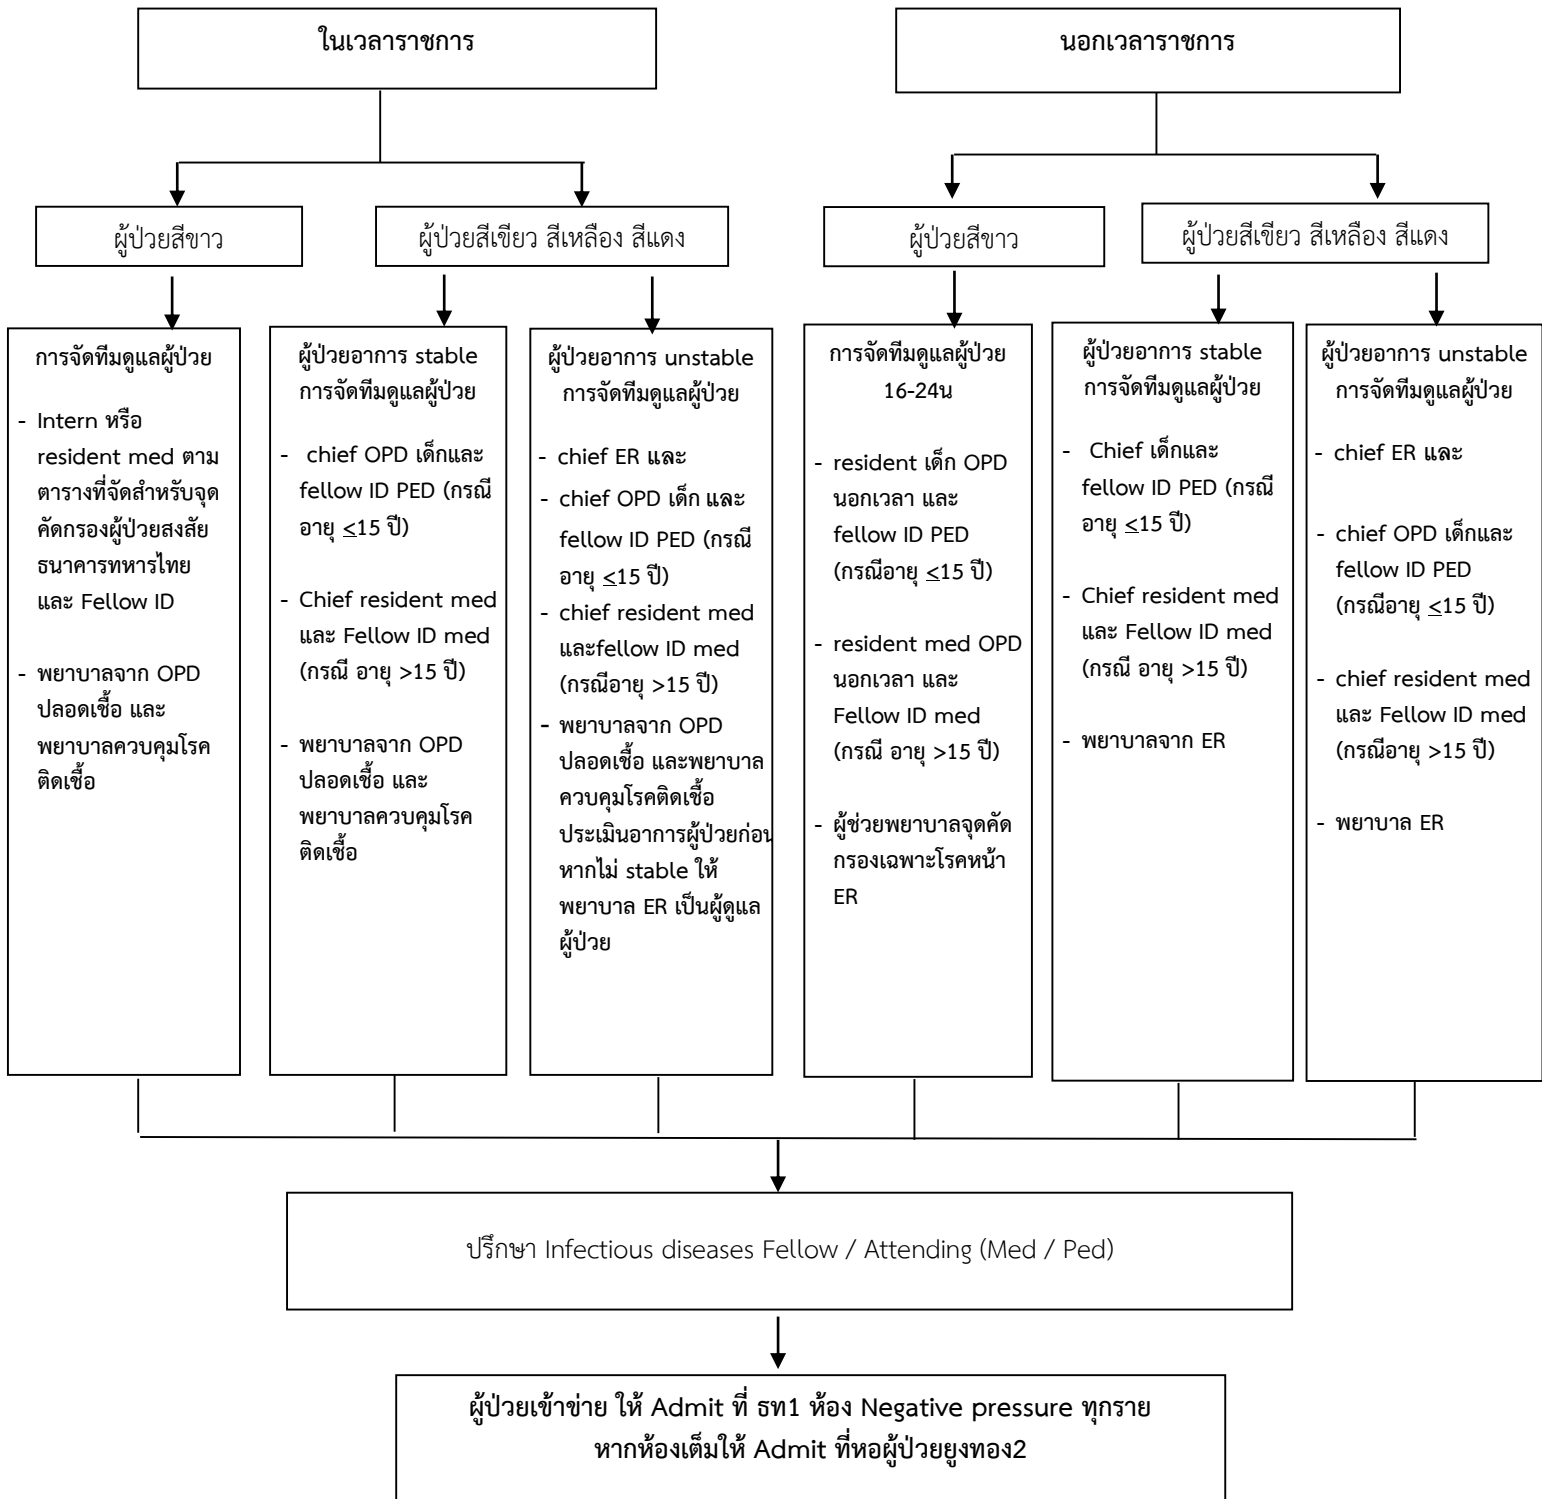 ในเวลาราชการ
นอกเวลาราชการ
ผู้ป่วยสีขาว
ผู้ป่วยสีเขียว สีเหลือง สีแดง
ผู้ป่วยสีขาว
ผู้ป่วยสีเขียว สีเหลือง สีแดง
การจัดทีมดูแลผู้ป่วย
- Intern หรือ
resident med ตาม
ตารางที่จัดสำหรับจุด
คัดกรองผู้ป่วยสงสัย
ธนาคารทหารไทย
และ Fellow ID
- พยาบาลจาก OPD
ปลอดเชื้อ และ
พยาบาลควบคุมโรค
ติดเชื้อ
ผู้ป่วยอาการ stable
การจัดทีมดูแลผู้ป่วย
- chief OPD เด็กและ
fellow ID PED (กรณี
อายุ ≤15 ปี)
- Chief resident med
และ Fellow ID med
(กรณี อายุ >15 ปี)
- พยาบาลจาก OPD
ปลอดเชื้อ และ
พยาบาลควบคุมโรค
ติดเชื้อ
ผู้ป่วยอาการ unstable
การจัดทีมดูแลผู้ป่วย
- chief ER และ
- chief OPD เด็ก และ
fellow ID PED (กรณี
อายุ ≤15 ปี)
- chief resident med
และfellow ID med
(กรณีอายุ >15 ปี)
- พยาบาลจาก OPD
ปลอดเชื้อ และพยาบาล
ควบคุมโรคติดเชื้อ
ประเมินอาการผู้ป่วยก่อน
หากไม่ stable ให้
พยาบาล ER เป็นผู้ดูแล
ผู้ป่วย
การจัดทีมดูแลผู้ป่วย
16-24น
- resident เด็ก OPD
นอกเวลา และ
fellow ID PED
(กรณีอายุ ≤15 ปี)
- resident med OPD
นอกเวลา และ
Fellow ID med
(กรณี อายุ >15 ปี)
- ผู้ช่วยพยาบาลจุดคัด
กรองเฉพาะโรคหน้า
ER
ผู้ป่วยอาการ stable
การจัดทีมดูแลผู้ป่วย
- Chief เด็กและ
fellow ID PED (กรณี
อายุ ≤15 ปี)
- Chief resident med
และ Fellow ID med
(กรณี อายุ >15 ปี)
- พยาบาลจาก ER
ผู้ป่วยอาการ unstable
การจัดทีมดูแลผู้ป่วย
- chief ER และ
- chief OPD เด็กและ
fellow ID PED
(กรณีอายุ ≤15 ปี)
- chief resident med
และ Fellow ID med
(กรณีอายุ >15 ปี)
- พยาบาล ER
ปรึกษา Infectious diseases Fellow / Attending (Med / Ped)
ผู้ป่วยเข้าข่าย ให้ Admit ที่ ธท1 ห้อง Negative pressure ทุกราย
หากห้องเต็มให้ Admit ที่หอผู้ป่วยยูงทอง2